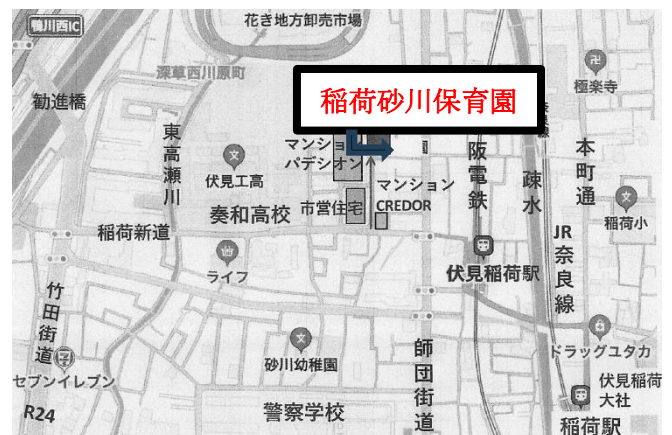 鴨川西IC
花き地方卸売市場
深草西川原町
勧進橋
稲荷砂川保育園
卍
極楽寺
東高瀬川
文
伏見工高
マンション
パデシオン
阪電鉄
本町通
疎水
文
稲荷小
奏和高校
市営住宅
マンション
CREDOR
稲荷新道
ライフ
伏見稲荷駅
JR奈良線
竹田街道
セブンイレブン
文
砂川幼稚園
師団街道
ドラッグユタカ
伏見稲荷
大社
稲荷駅
警察学校
R24